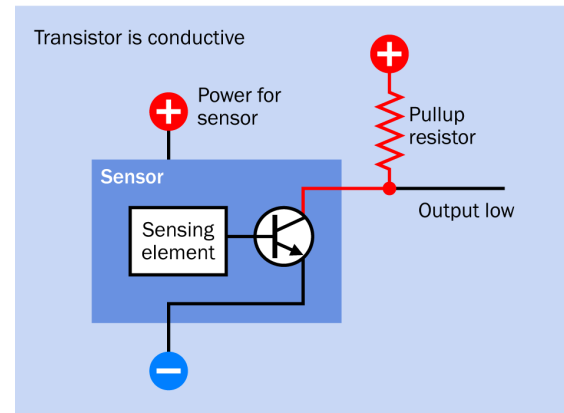 Transistor is conductive
Power for
sensor
Pullup
resistor
Sensor
Output low
Sensing
element